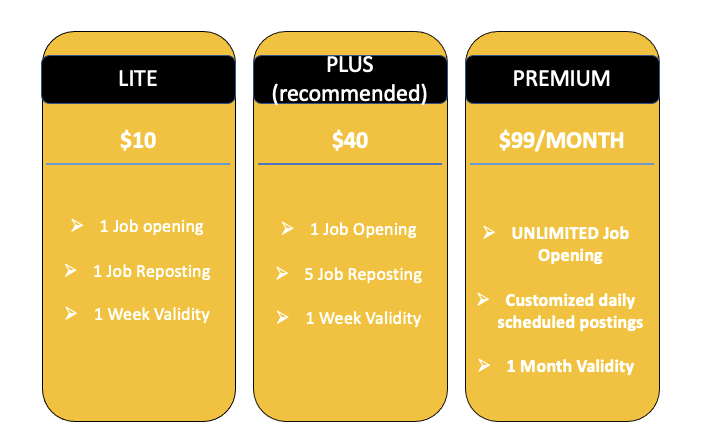 LITE
$10
➢ 1 Job opening
➢ 1 Job Reposting
➢ 1 Week Validity
PLUS
(recommended)
$40
➢ 1 Job Opening
➢ 5 Job Reposting
➢ 1 Week Validity
PREMIUM
$99/MONTH
➢ UNLIMITED Job
Opening
➢ Customized daily
scheduled postings
➢ 1 Month Validity